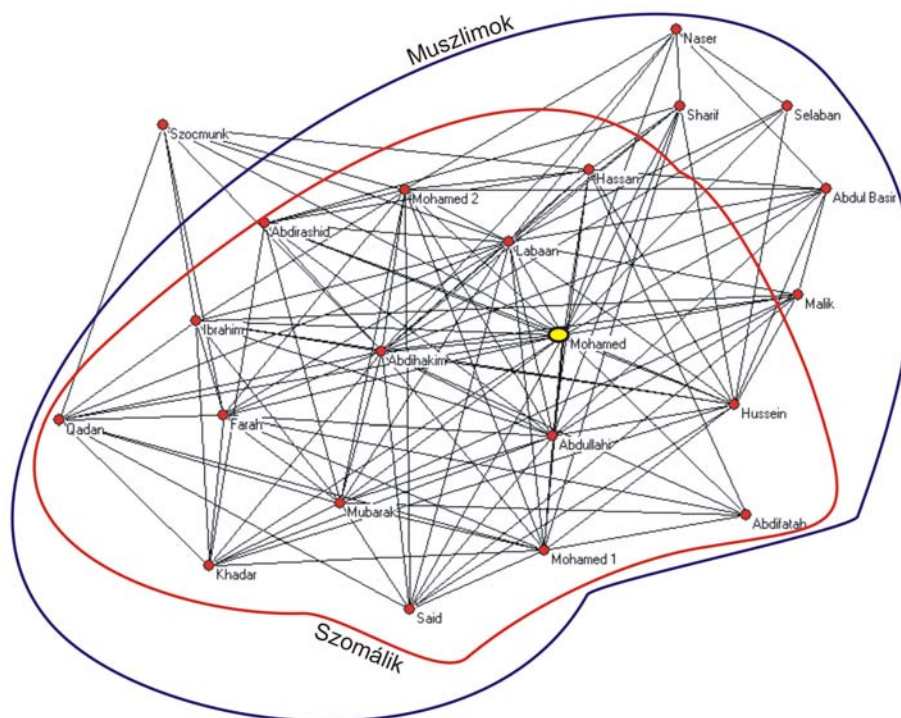 Muszlimok
Naser
Sharif
Selaban
Szocmunk
Hassan
Mohamed 2
Abdul Basir
Abdirashid
Labaan
Malik
Ibrahim
Mohamed
Abdihakim
Hussein
Qadan
Farah
Abdullahi
Mubarak
Abdifatah
Mohamed 1
Khadar
Said
Szomálik